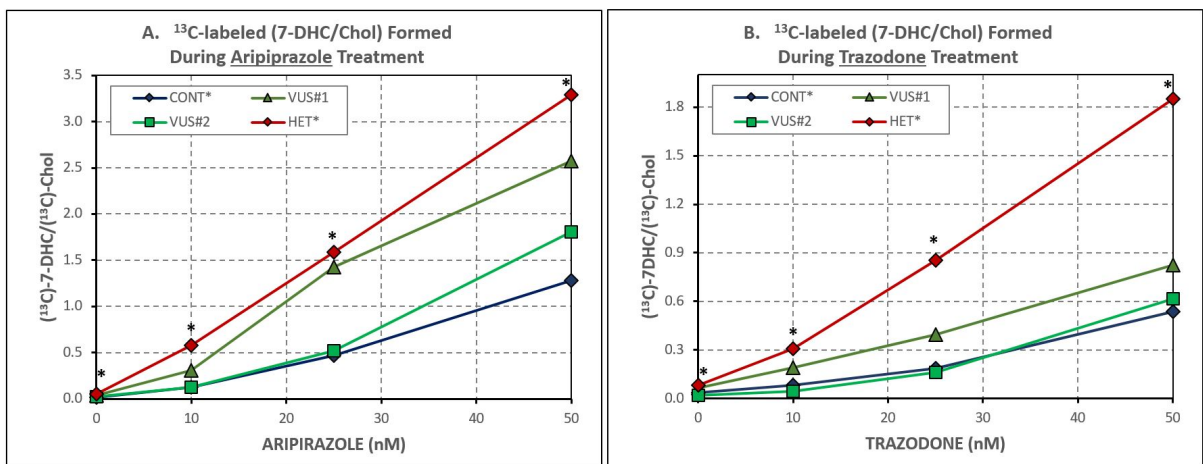 A. ¹³C-labeled (7-DHC/Chol) Formed
During Aripiprazole Treatment
3.5
3.0
2.5
2.0
1.5
1.0
0.5
0.0
(¹³C)-7-DHC/(¹³C)-Chol
CONT* VUS#1
VUS#2 HET*
*
*
*
*
0 10 20 30 40 50
ARIPIRAZOLE (nM)
B. ¹³C-labeled (7-DHC/Chol) Formed
During Trazodone Treatment
1.8
1.5
1.2
0.9
0.6
0.3
0.0
(¹³C)-7DHC/(¹³C)-Chol
CONT* VUS#1
VUS#2 HET*
*
*
*
*
0 10 20 30 40 50
TRAZODONE (nM)